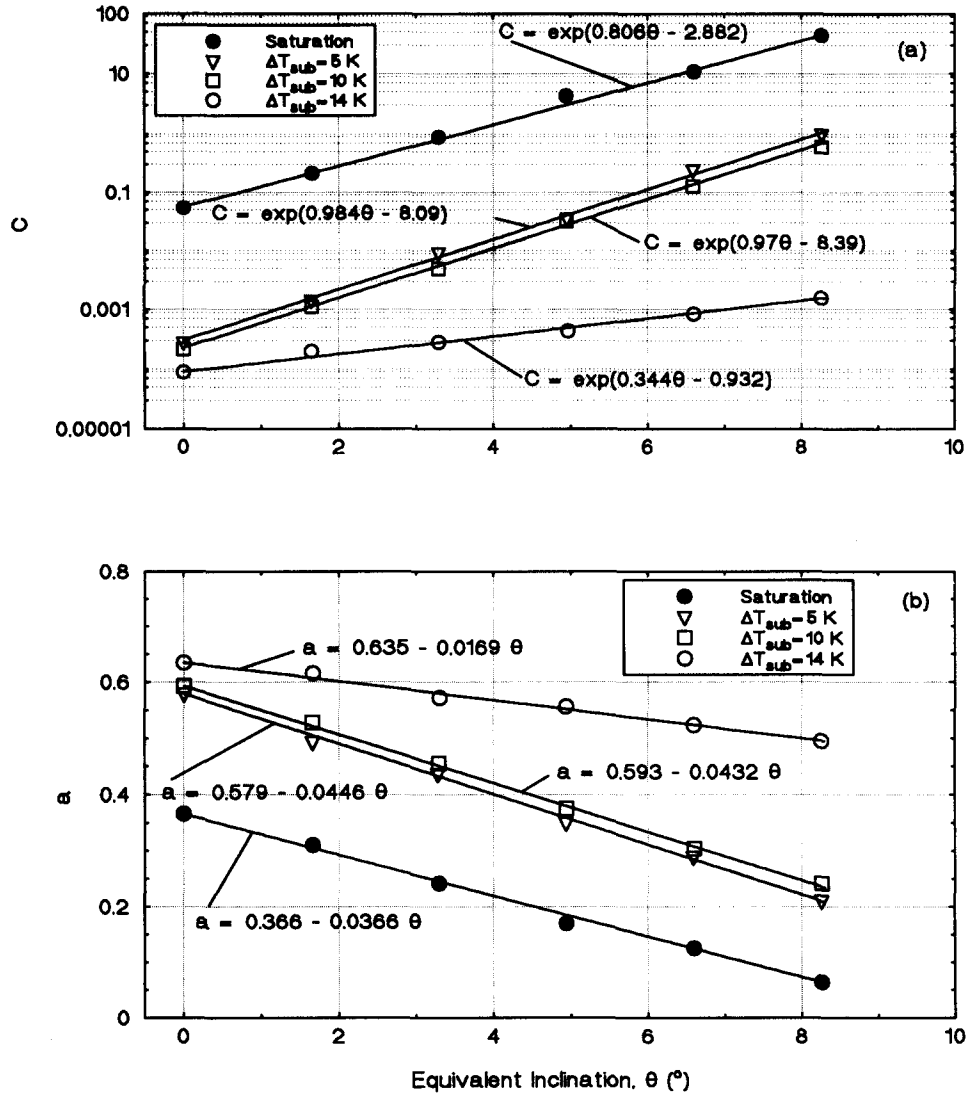 100
10
0.1
0.001
0.00001
C
Saturation
ΔTsub=5 K
ΔTsub=10 K
ΔTsub=14 K
C = exp(0.806θ - 2.882)
(a)
C = exp(0.984θ - 8.09)
C = exp(0.97θ - 8.39)
C = exp(0.344θ - 0.932)
0 2 4 6 8 10
0.8
0.6
0.4
0.2
0
a
Saturation
ΔTsub=5 K
ΔTsub=10 K
ΔTsub=14 K
(b)
a = 0.635 - 0.0169 θ
a = 0.593 - 0.0432 θ
a = 0.579 - 0.0446 θ
a = 0.366 - 0.0366 θ
0 2 4 6 8 10
Equivalent Inclination, θ (°)